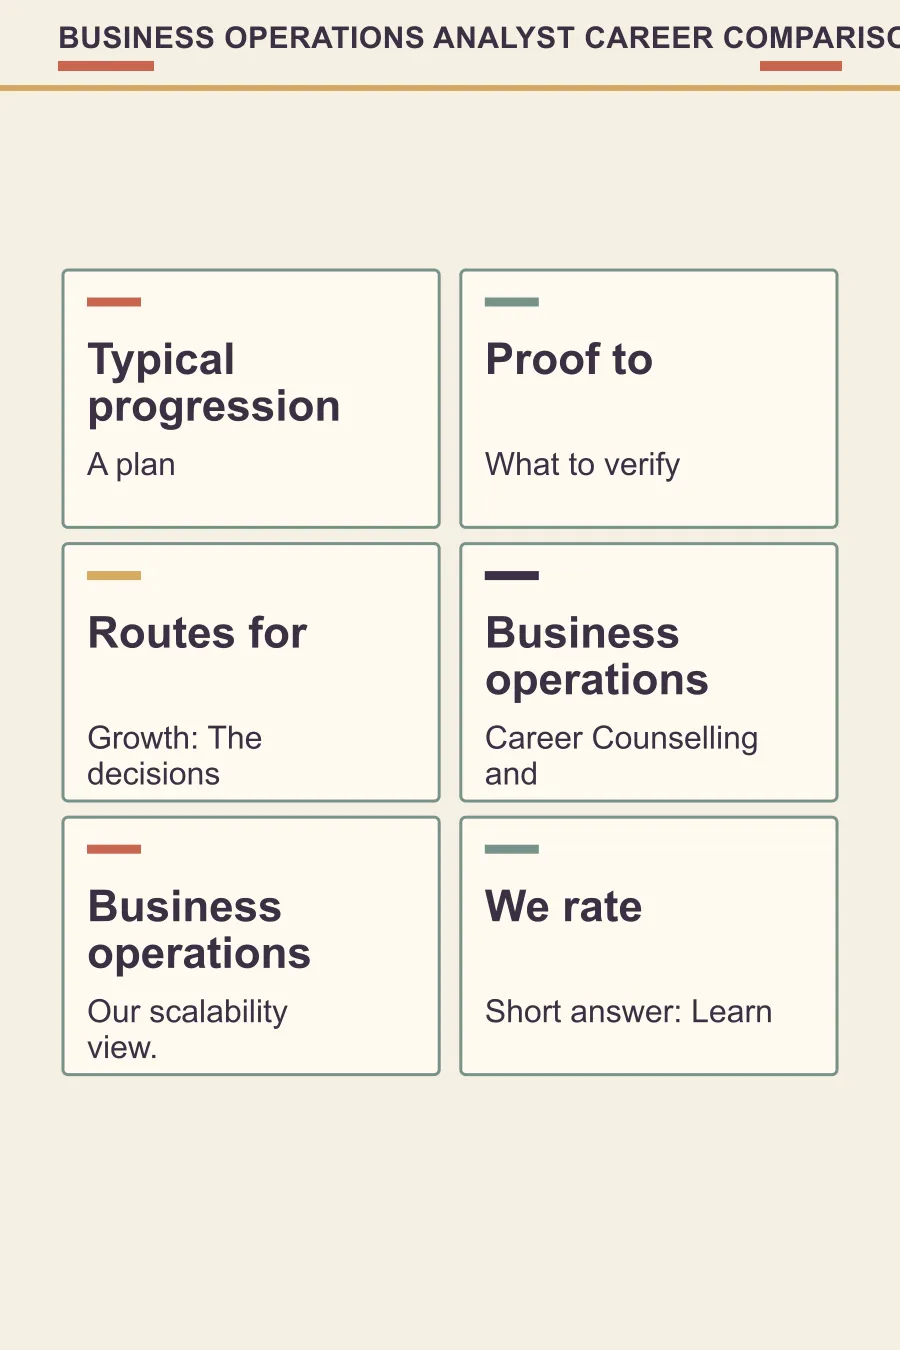 BUSINESS OPERATIONS ANALYST CAREER COMPARISO
Typical
progression
A plan
Proof to
What to verify
Routes for
Growth: The
decisions
Business
operations
Career Counselling
and
Business
operations
Our scalability
view.
We rate
Short answer: Learn